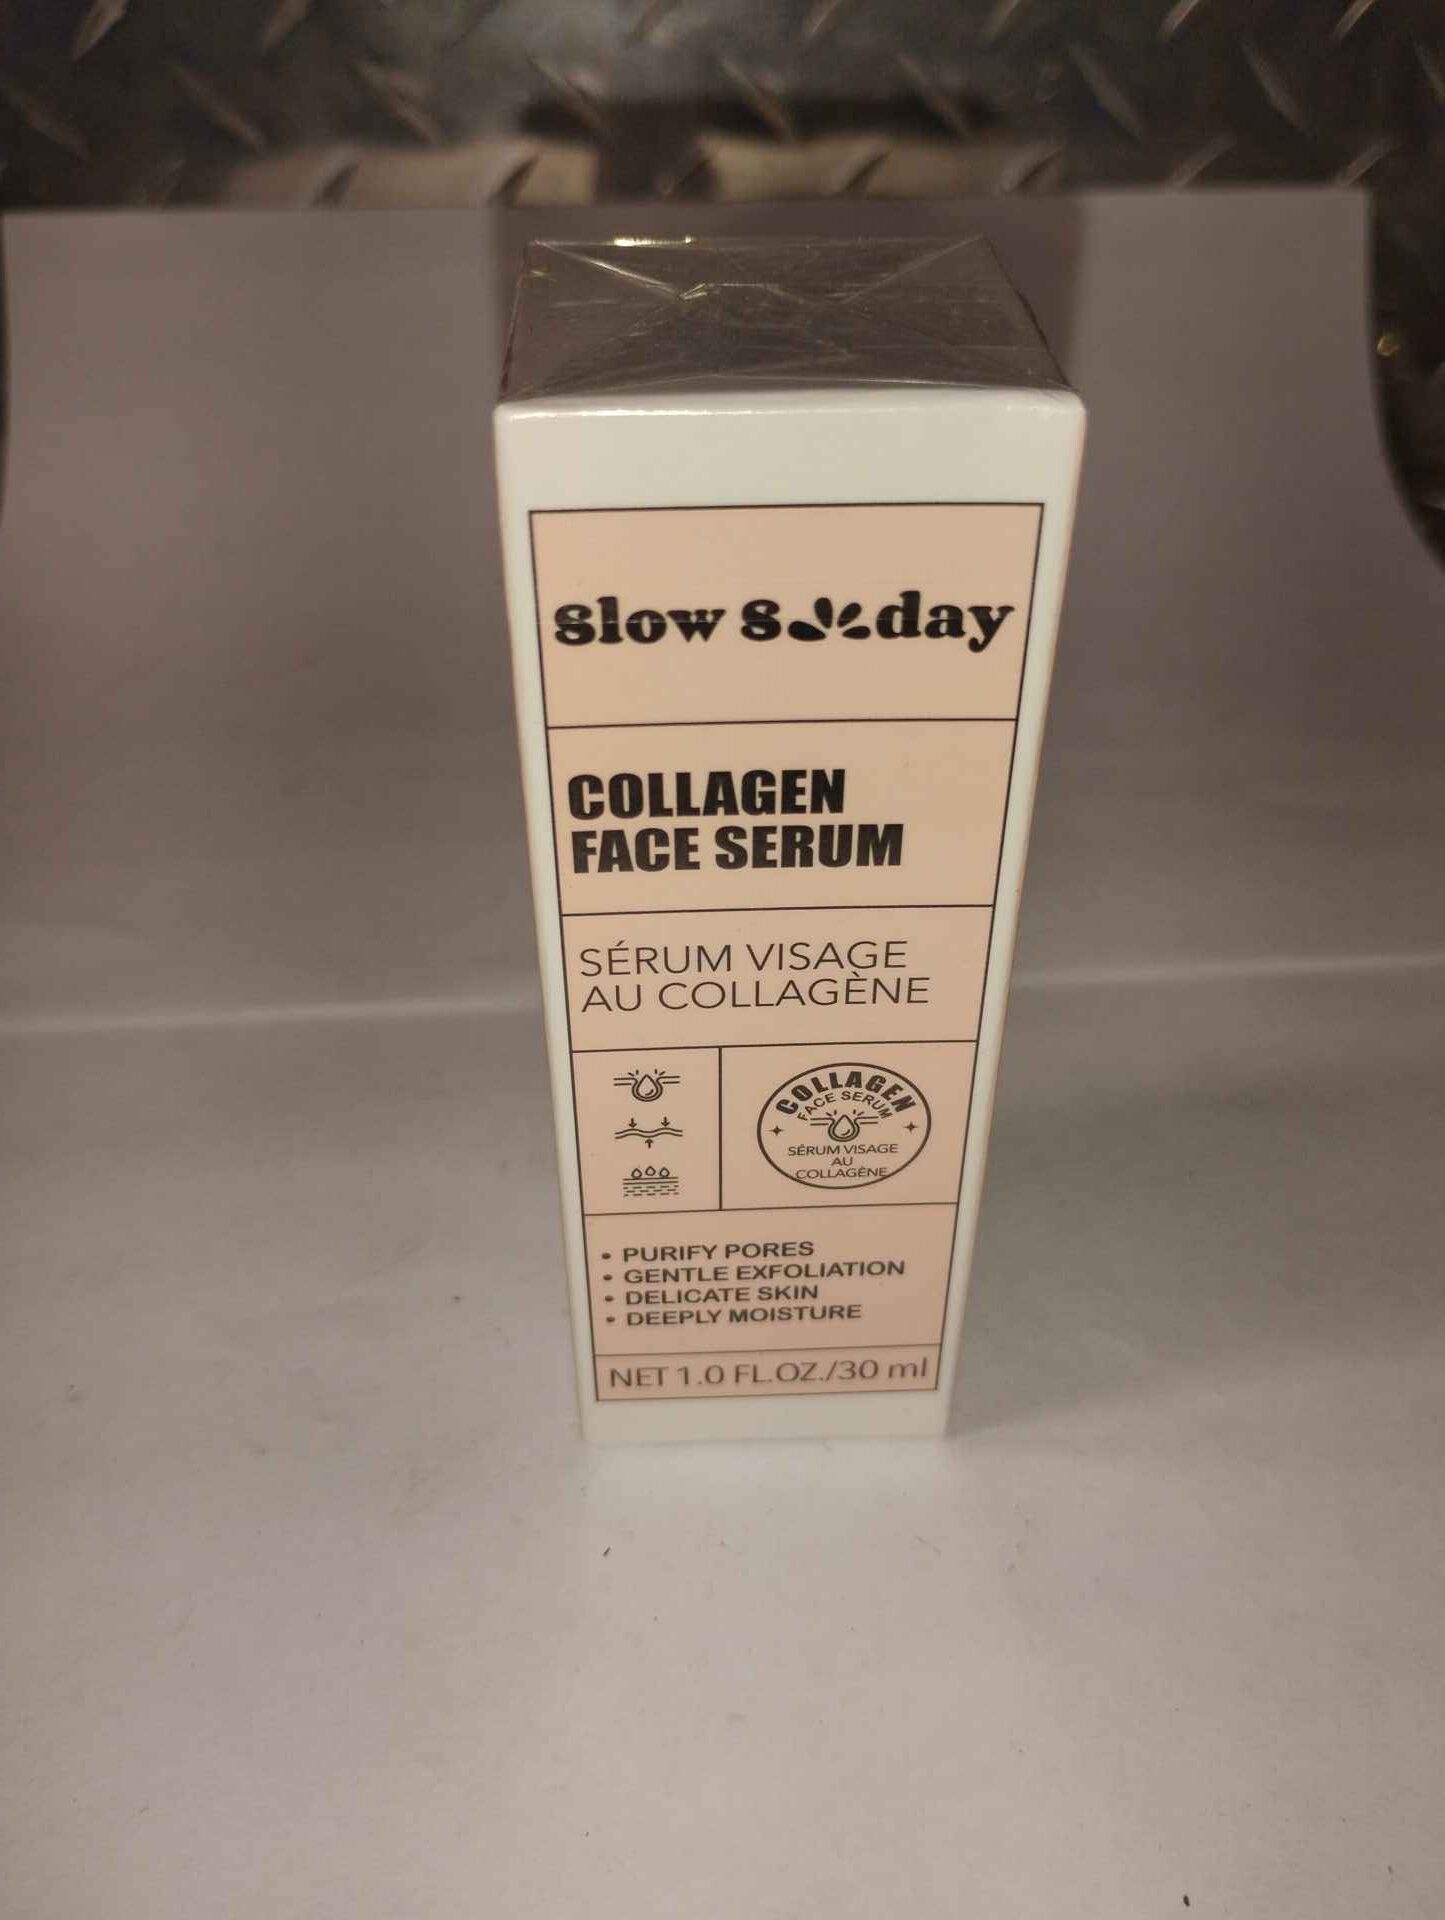 slow Sunday
COLLAGEN
FACE SERUM
SÉRUM VISAGE
AU COLLAGÈNE
COLLAGEN
FACE SERUM
SÉRUM VISAGE
AU
COLLAGÈNE
• PURIFY PORES
• GENTLE EXFOLIATION
• DELICATE SKIN
• DEEPLY MOISTURE
NET 1.0 FL.OZ./30 ml